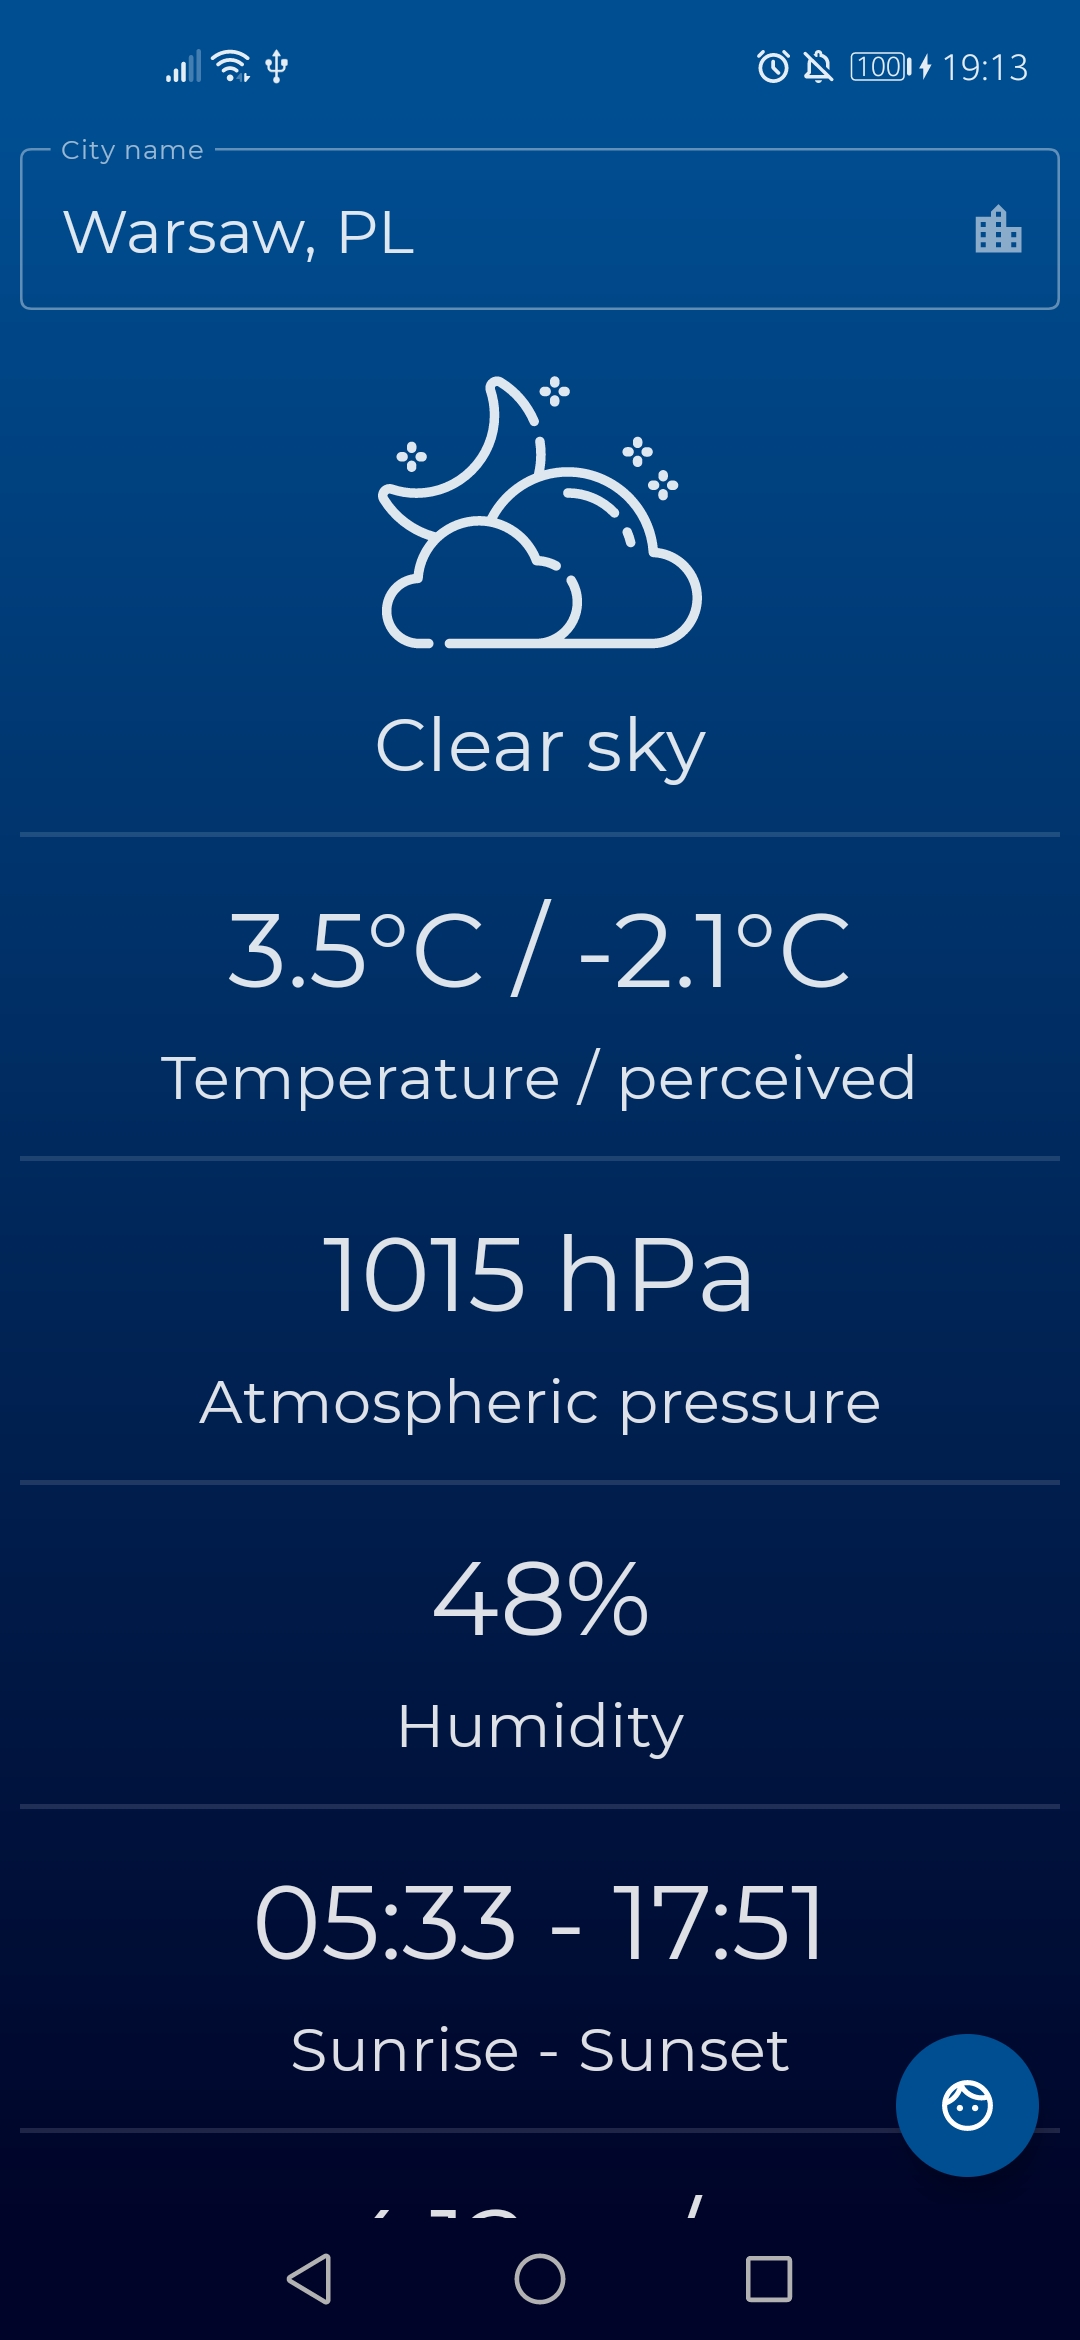 100 19:13
City name
Warsaw, PL
Clear sky
3.5°C / -2.1°C
Temperature / perceived
1015 hPa
Atmospheric pressure
48%
Humidity
05:33 - 17:51
Sunrise - Sunset